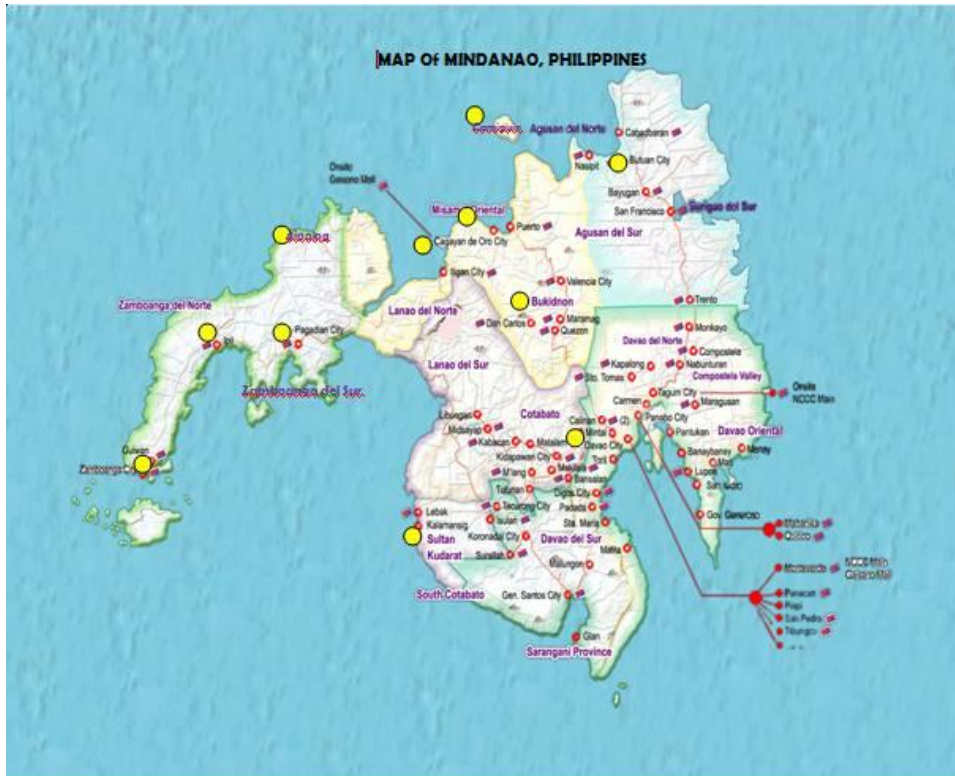 MAP Of MINDANAO, PHILIPPINES
Agusan del Norte
Cabadbaran
Onsite
Gaisano Mall
Nasipit
Butuan City
Bayugan
San Francisco
Surigao del Sur
Misamis Oriental
Puerto
Agusan del Sur
Cagayan de Oro City
Iligan City
Valencia City
Bukidnon
Trento
Zamboanga del Norte
Lanao del Norte
Don Carlos
Maramag
Quezon
Monkayo
Ipil
Pagadian City
Davao del Norte
Compostela
Lanao del Sur
Kapalong
Nabunturan
Sto. Tomas
Compostela Valley
Zamboanga del Sur
Tagum City
Onsite
NCCC Main
Carmen
Maragusan
Libungan
Cotabato
Calinan (2)
Panabo City
Midsayap
Mintal
Pantukan
Davao Oriental
Kabacan
Matalam
Davao City
Kidapawan City
Toril
Banaybanay
Manay
Mati
M'lang
Makilala
Lupon
Bansalan
San Isidro
Tulunan
Digos City
Lebak
Tacurong City
Padada
Gov. Generoso
Kalamansig
Isulan
Sta. Maria
Sultan
Kudarat
Koronadal City
Davao del Sur
Surallah
Malungon
South Cotabato
Gen. Santos City
Panacan
Piapi
San Pedro
Tibungco
Glan
Sarangani Province